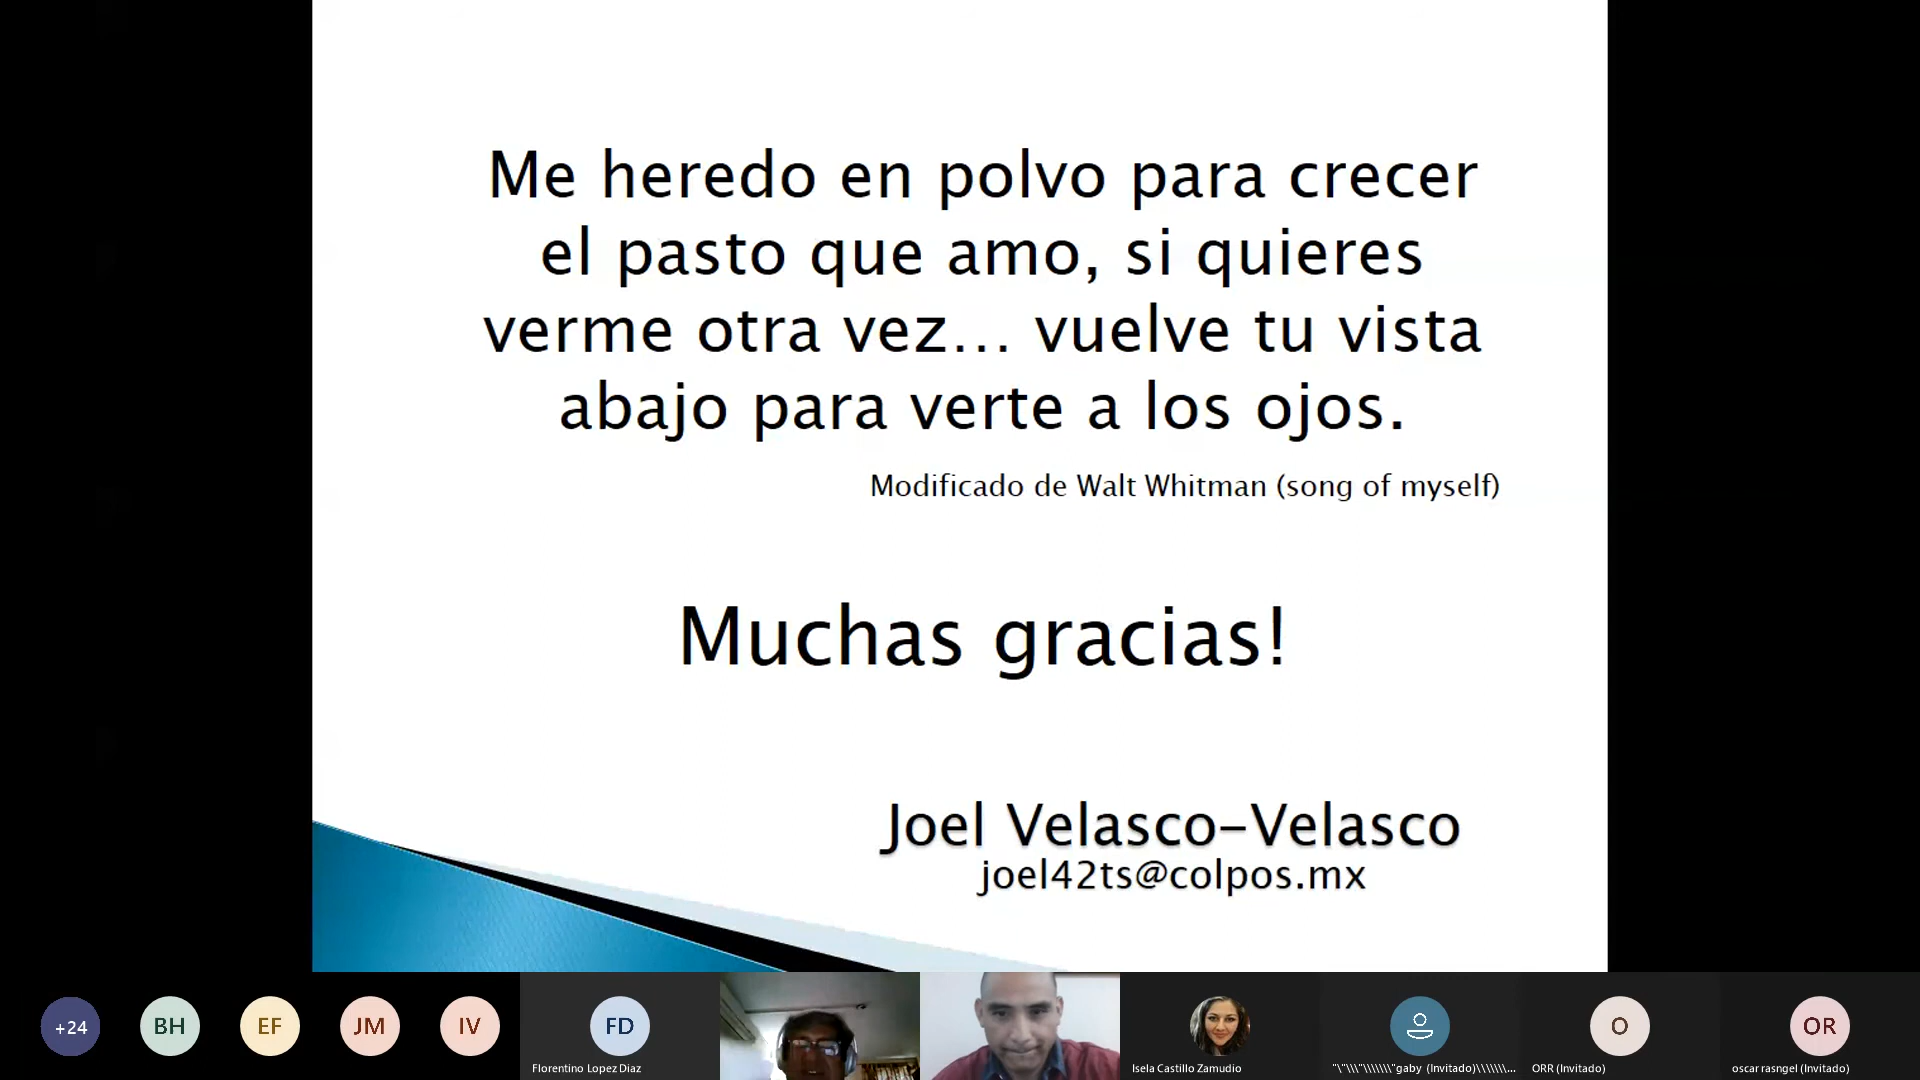 Me heredo en polvo para crecer
el pasto que amo, si quieres
verme otra vez... vuelve tu vista
abajo para verte a los ojos.
Modificado de Walt Whitman (song of myself)
Muchas gracias!
Joel Velasco-Velasco
joel42ts@colpos.mx
+24
BH
EF
JM
IV
FD
O
OR
Florentino Lopez Diaz
Isela Castillo Zamudio
"\"\\\"\\\\\\\"gaby (Invitado)\\\\\\\...
ORR (Invitado)
oscar rasngel (Invitado)